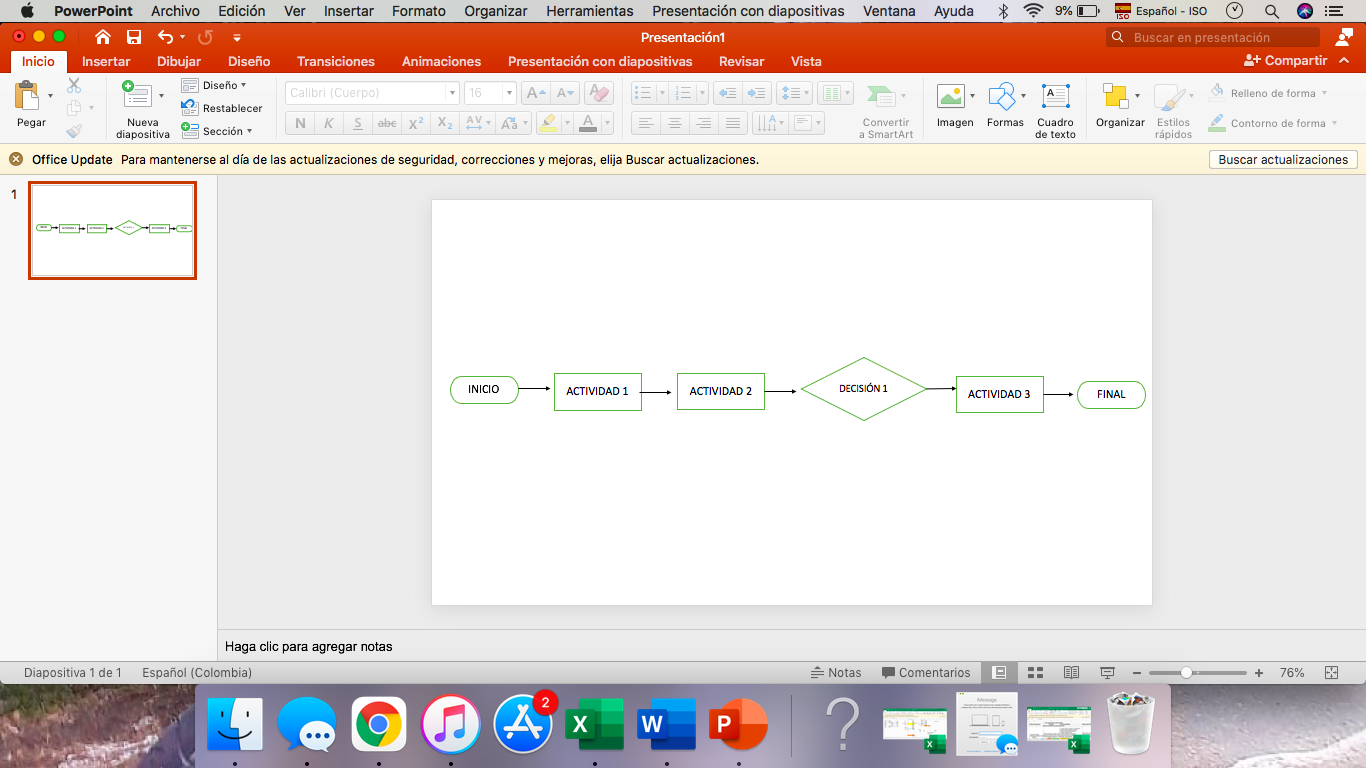 PowerPoint Archivo Edición Ver Insertar Formato Organizar Herramientas Presentación con diapositivas Ventana Ayuda 9% ISO Español - ISO
Presentación1
Buscar en presentación
Inicio Insertar Dibujar Diseño Transiciones Animaciones Presentación con diapositivas Revisar Vista Compartir
Pegar
Nueva
diapositiva
Diseño
Restablecer
Sección
Calibri (Cuerpo) 16 A A A
N K S abc X² X₂ AV Aa A
Convertir
a SmartArt
Imagen
Formas
Cuadro
de texto
Organizar
Estilos
rápidos
Relleno de forma
Contorno de forma
Office Update Para mantenerse al día de las actualizaciones de seguridad, correcciones y mejoras, elija Buscar actualizaciones. Buscar actualizaciones
1
INICIO ACTIVIDAD 1 ACTIVIDAD 2 DECISIÓN 1 ACTIVIDAD 3 FINAL
Haga clic para agregar notas
Diapositiva 1 de 1 Español (Colombia) Notas Comentarios 76%
2
X W P